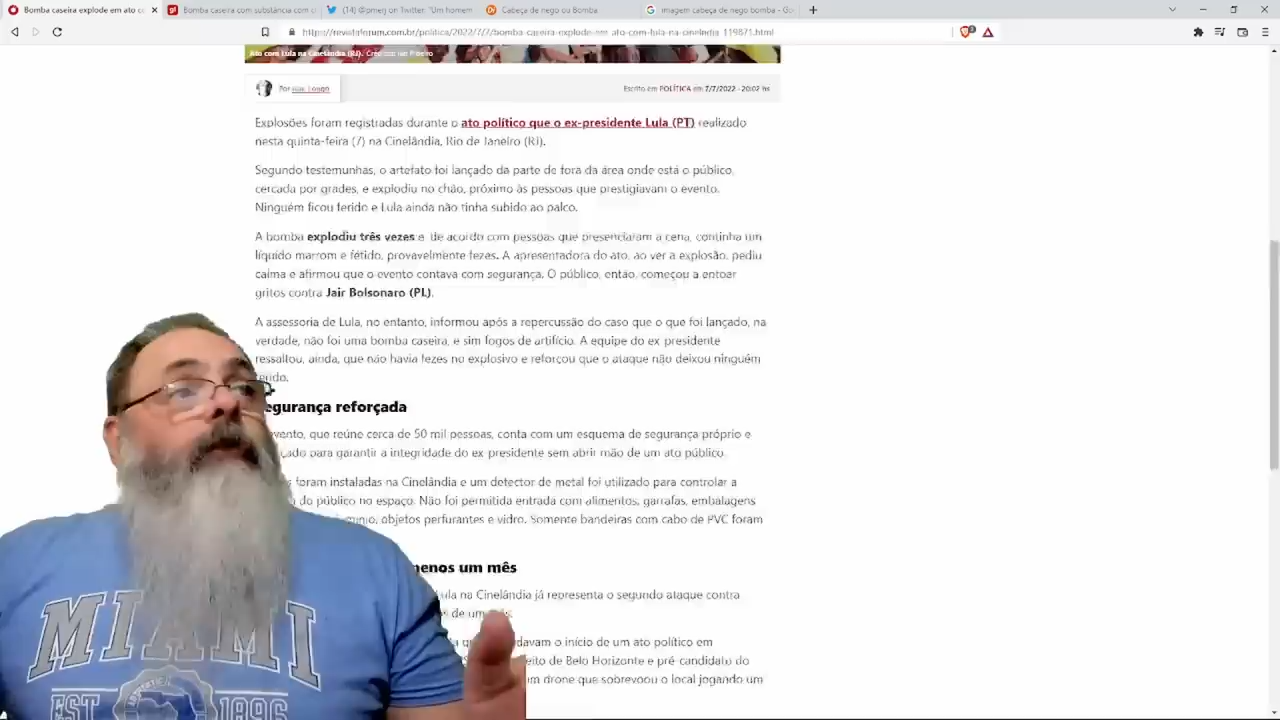 Bomba caseira explode em ato co
Bomba caseira com substância com c
(14) @pmerj on Twitter: "Um homem
Cabeça de nego ou Bomba
imagem cabeça de nego bomba - Go
https://revistaforum.com.br/politica/2022/7/7/bomba-caseira-explode-em-ato-com-lula-na-cinelndia-119871.html
Ato com Lula na Cinelândia (RJ).
Por
Escrito em POLÍTICA em 7/7/2022 · 20:02 hs
Explosões foram registradas durante o ato político que o ex-presidente Lula (PT) realizado
nesta quinta-feira (7) na Cinelândia, Rio de Janeiro (RJ).
Segundo testemunhas, o artefato foi lançado da parte de fora da área onde está o público,
cercada por grades, e explodiu no chão, próximo às pessoas que prestigiavam o evento.
Ninguém ficou ferido e Lula ainda não tinha subido ao palco.
A bomba explodiu três vezes e de acordo com pessoas que presenciaram a cena, continha um
líquido marrom e fétido, provavelmente fezes. A apresentadora do ato, ao ver a explosão, pediu
calma e afirmou que o evento contava com segurança. O público, então, começou a entoar
gritos contra Jair Bolsonaro (PL).
A assessoria de Lula, no entanto, informou após a repercussão do caso que o que foi lançado, na
verdade, não foi uma bomba caseira, e sim fogos de artifício. A equipe do ex presidente
ressaltou, ainda, que não havia fezes no explosivo e reforçou que o ataque não deixou ninguém
ferido.
egurança reforçada
vento, que reúne cerca de 50 mil pessoas, conta com um esquema de segurança próprio e
ado para garantir a integridade do ex presidente sem abrir mão de um ato público.
s foram instaladas na Cinelândia e um detector de metal foi utilizado para controlar a
do público no espaço. Não foi permitida entrada com alimentos, garrafas, embalagens
mínio, objetos perfurantes e vidro. Somente bandeiras com cabo de PVC foram
menos um mês
Lula na Cinelândia já representa o segundo ataque contra
s de um mês.
davam o início de um ato político em
eito de Belo Horizonte e pré-candidato do
m drone que sobrevoou o local jogando um
MIAMI
EST 1896